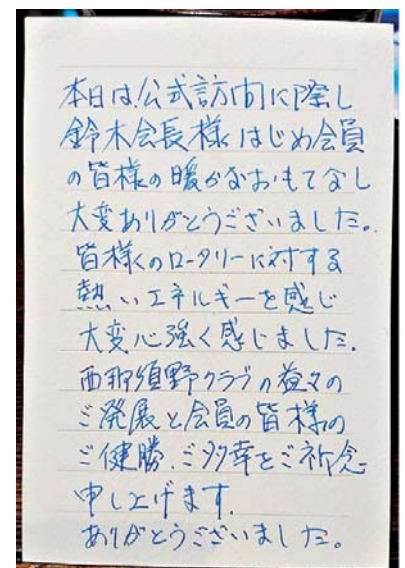 本日は公式訪問に際し
鈴木会長様はじめ会員
の皆様の暖かなおもてなし
大変ありがとうございました。
皆様のロータリーに対する
熱いエネルギーを感じ
大変心強く感じました。
西那須野クラブの益々の
ご発展と会員の皆様の
ご健勝、ご多幸をご祈念
申し上げます。
ありがとうございました。